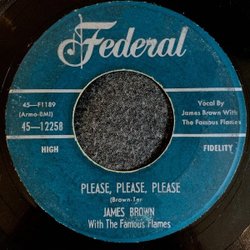 Federal
45-F1189
(Armo-BMI)
45-12258
Vocal By
James Brown With
The Famous Flames
HIGH
FIDELITY
PLEASE, PLEASE, PLEASE
(Brown-Ter
JAMES BROWN
With The Famous Flames